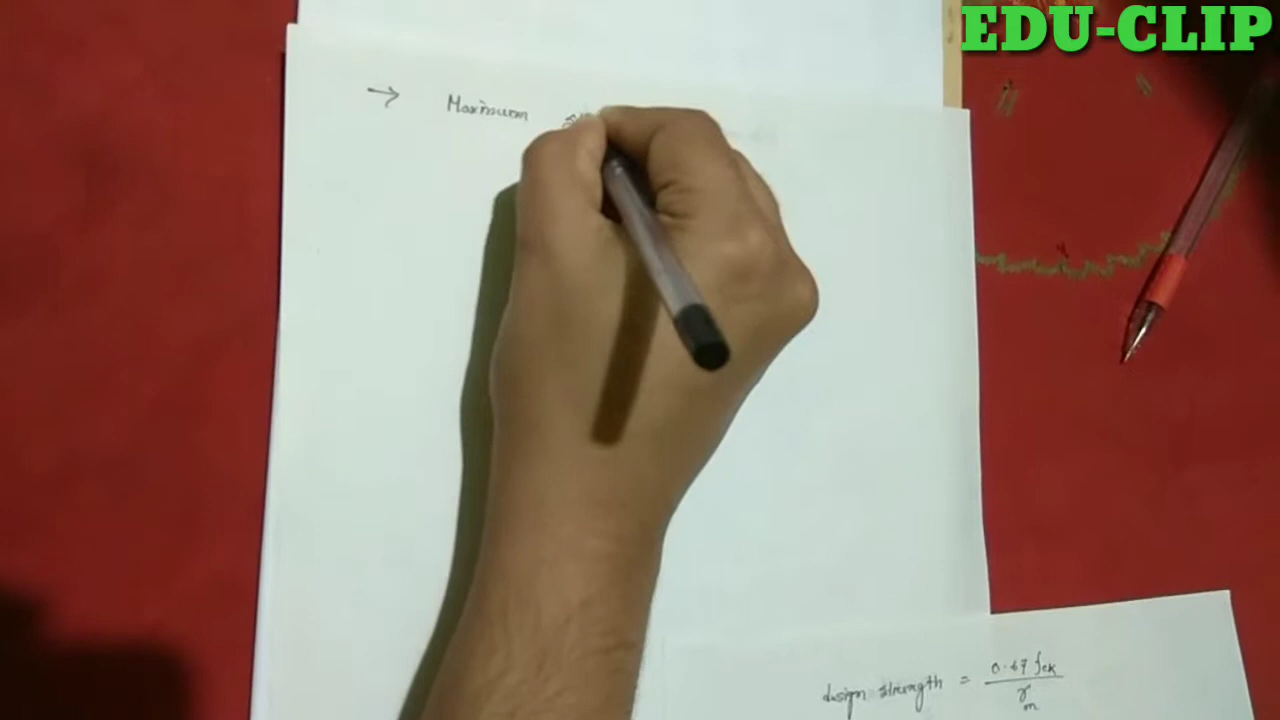 EDU-CLIP
→ Maximum
design strength = 0.67 fck / γm